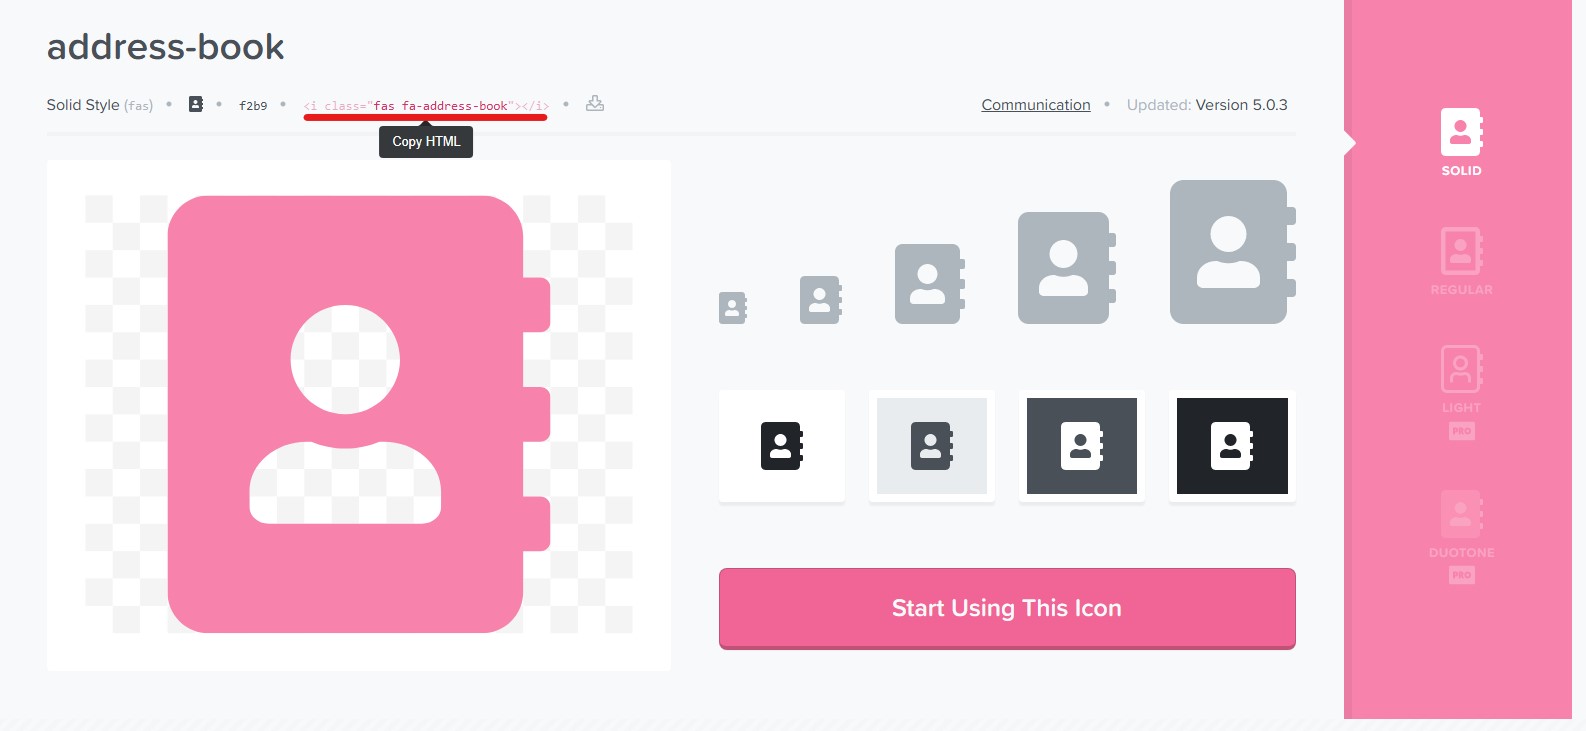 address-book
Solid Style (fas) • • f2b9 • <i class="fas fa-address-book"></i> •
Communication • Updated: Version 5.0.3
Copy HTML
SOLID
REGULAR
LIGHT
PRO
DUOTONE
PRO
Start Using This Icon